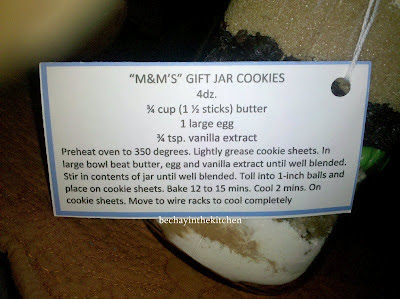 “M&M’S” GIFT JAR COOKIES
4dz.
¾ cup (1 ½ sticks) butter
1 large egg
¾ tsp. vanilla extract
Preheat oven to 350 degrees. Lightly grease cookie sheets. In
large bowl beat butter, egg and vanilla extract until well blended.
Stir in contents of jar until well blended. Toll into 1-inch balls and
place on cookie sheets. Bake 12 to 15 mins. Cool 2 mins. On
cookie sheets. Move to wire racks to cool completely
bechayinthekitchen